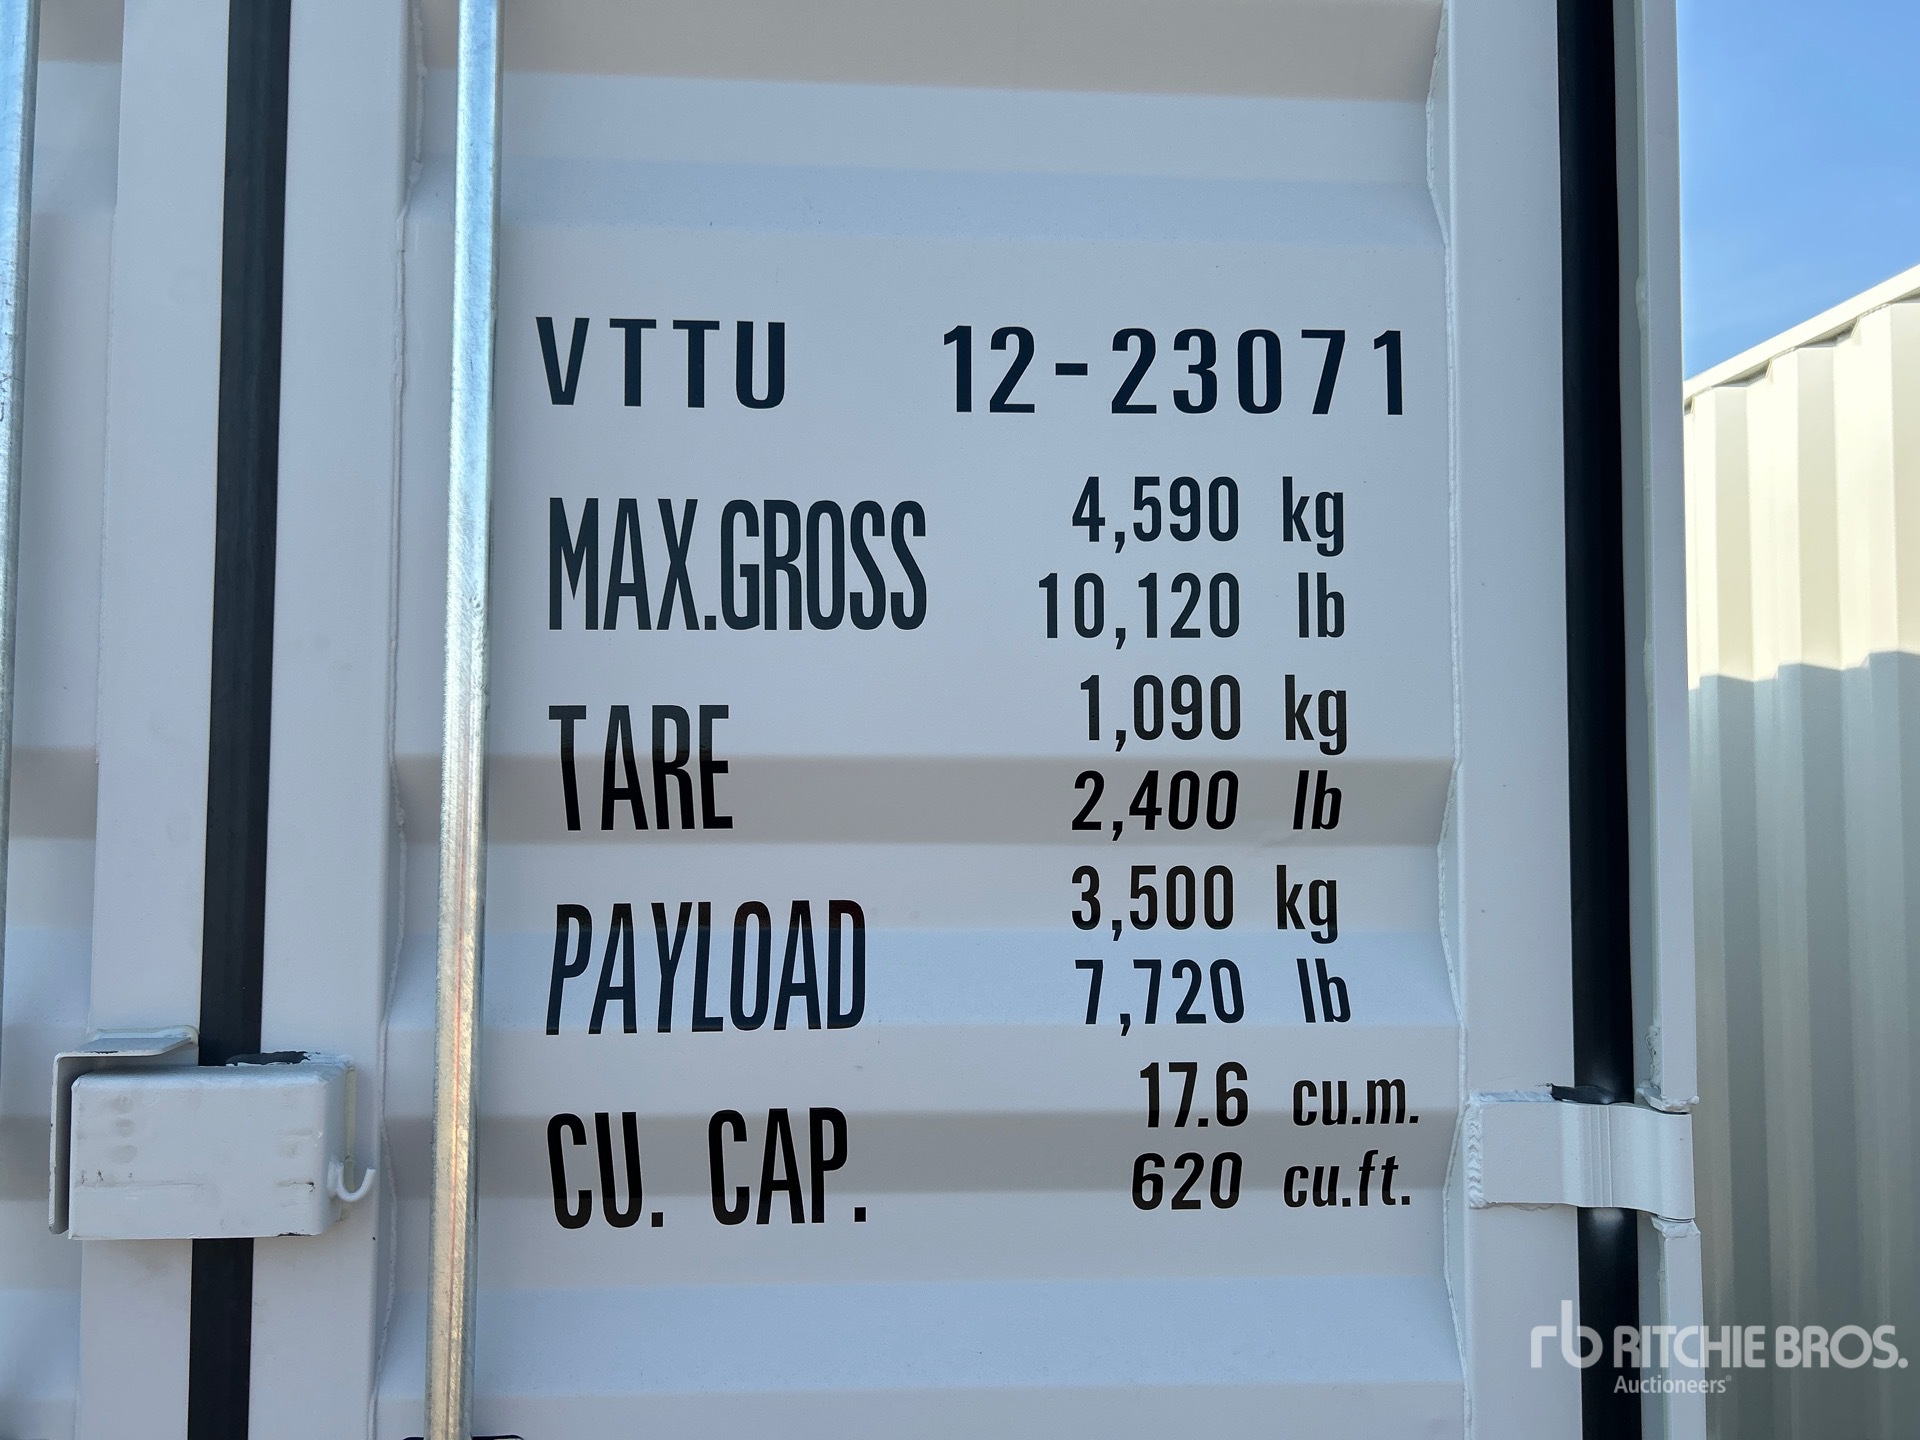 VTTU 12-23071
MAX.GROSS 4,590 kg
10,120 lb
TARE 1,090 kg
2,400 lb
PAYLOAD 3,500 kg
7,720 lb
CU. CAP. 17.6 cu.m.
620 cu.ft.
rb RITCHIE BROS.
Auctioneers